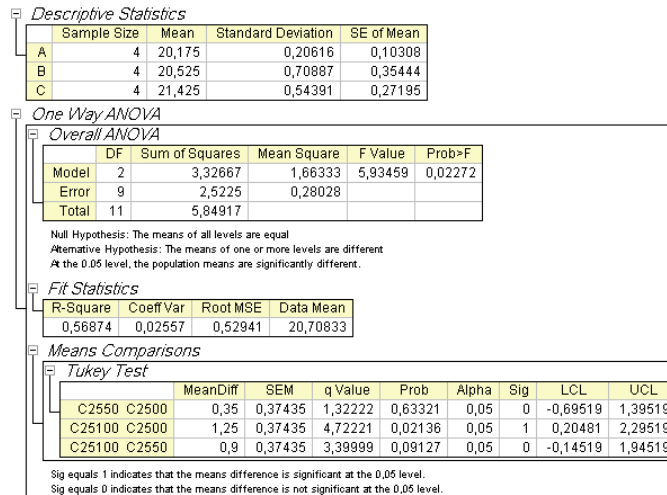 Descriptive Statistics
Sample Size Mean Standard Deviation SE of Mean
A 4 20,175 0,20616 0,10308
B 4 20,525 0,70887 0,35444
C 4 21,425 0,54391 0,27195
One Way ANOVA
Overall ANOVA
DF Sum of Squares Mean Square F Value Prob>F
Model 2 3,32667 1,66333 5,93459 0,02272
Error 9 2,5225 0,28028
Total 11 5,84917
Null Hypothesis: The means of all levels are equal
Alternative Hypothesis: The means of one or more levels are different
At the 0.05 level, the population means are significantly different.
Fit Statistics
R-Square Coeff Var Root MSE Data Mean
0,56874 0,02557 0,52941 20,70833
Means Comparisons
Tukey Test
MeanDiff SEM q Value Prob Alpha Sig LCL UCL
C2550 C2500 0,35 0,37435 1,32222 0,63321 0,05 0 -0,69519 1,39519
C25100 C2500 1,25 0,37435 4,72221 0,02136 0,05 1 0,20481 2,29519
C25100 C2550 0,9 0,37435 3,39999 0,09127 0,05 0 -0,14519 1,94519
Sig equals 1 indicates that the means difference is significant at the 0,05 level.
Sig equals 0 indicates that the means difference is not significant at the 0,05 level.